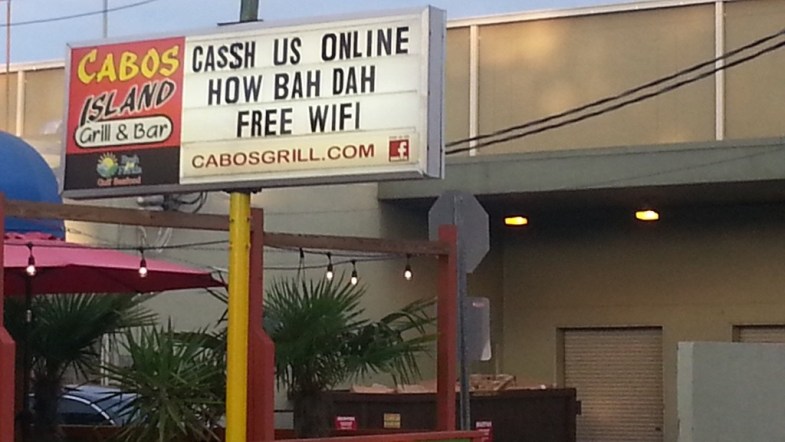 CABOS
ISLAND
Grill & Bar
CASSH US ONLINE
HOW BAH DAH
FREE WIFI
CABOSGRILL.COM
f